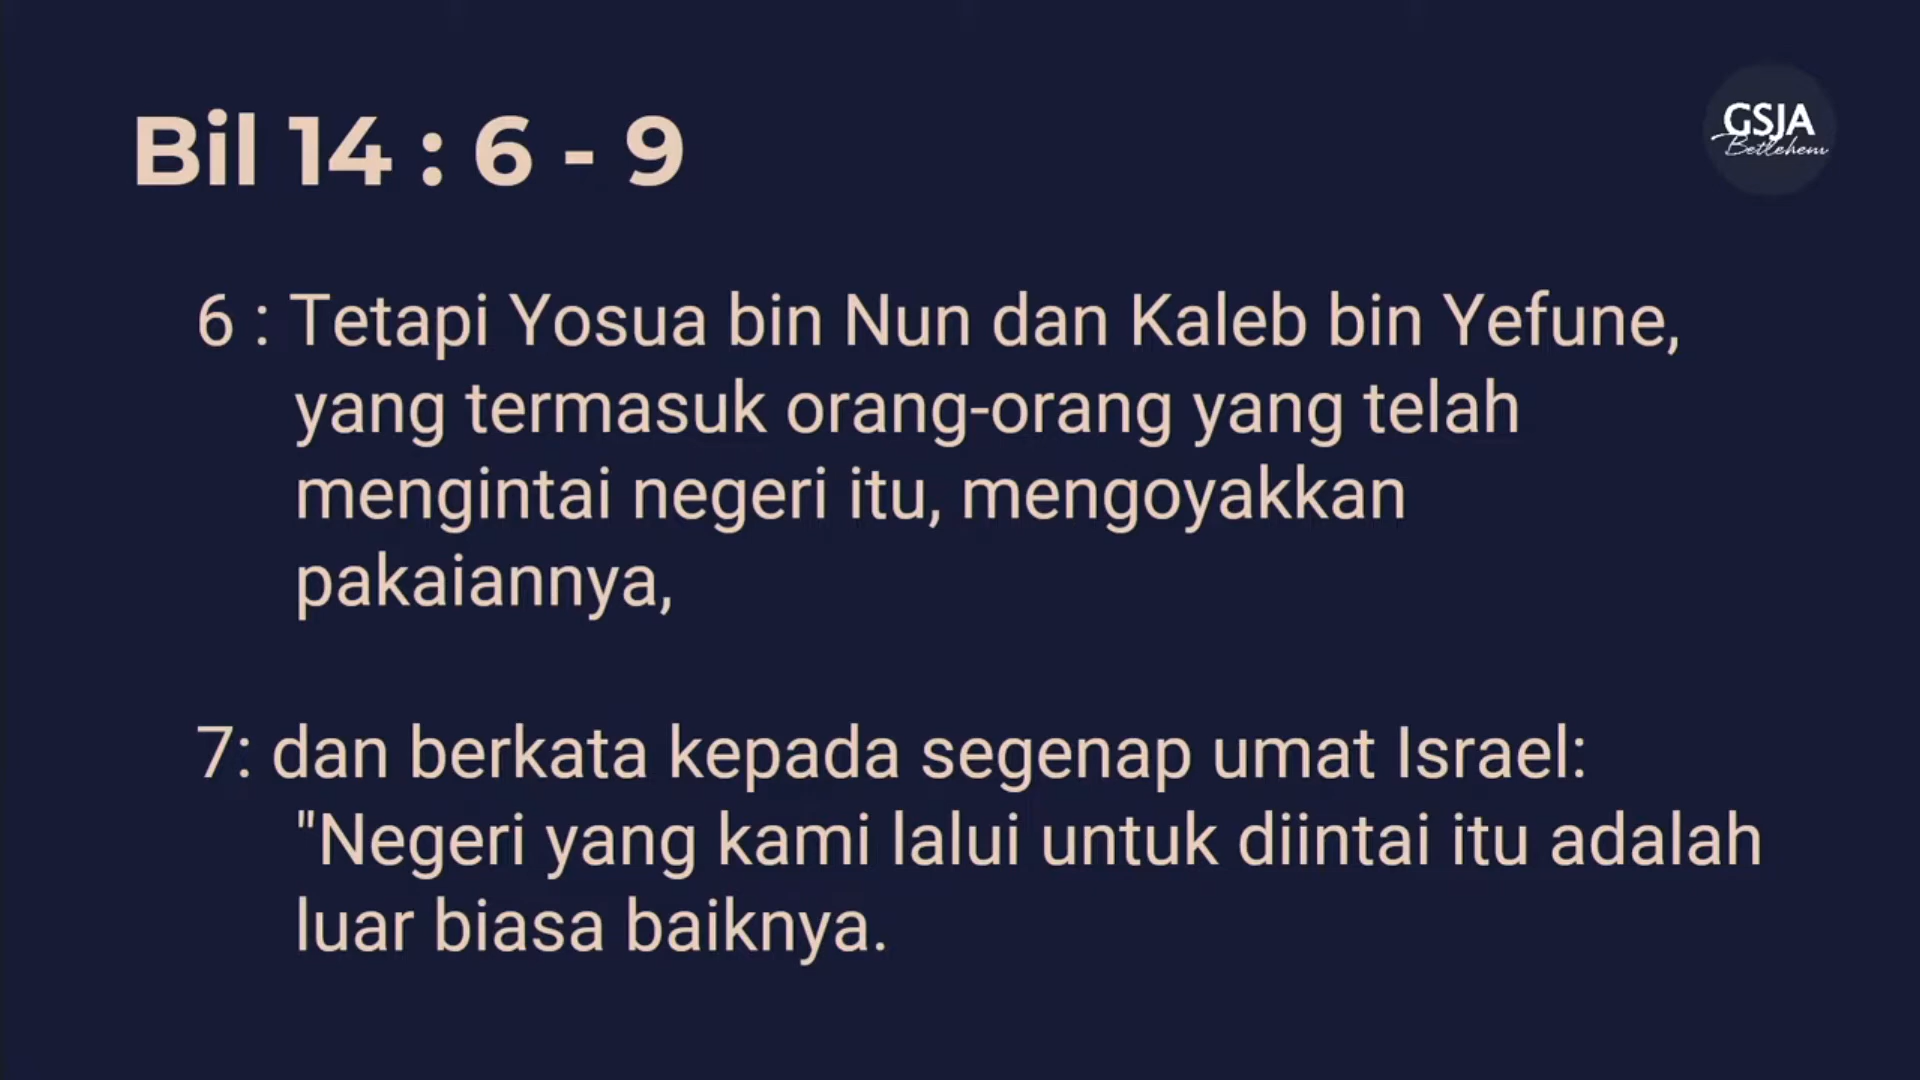 Bil 14 : 6 - 9
GSJA
Betlehem
6 : Tetapi Yosua bin Nun dan Kaleb bin Yefune,
yang termasuk orang-orang yang telah
mengintai negeri itu, mengoyakkan
pakaiannya,
7: dan berkata kepada segenap umat Israel:
"Negeri yang kami lalui untuk diintai itu adalah
luar biasa baiknya.